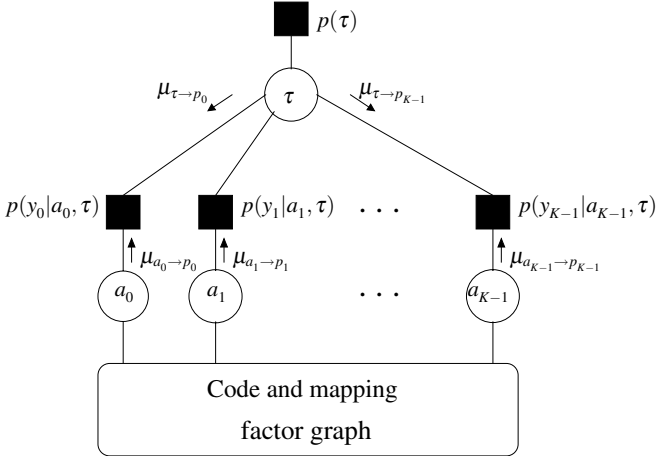 p(τ)
μ_{τ→p_0} τ μ_{τ→p_{K−1}}
p(y_0|a_0, τ) p(y_1|a_1, τ) . . . p(y_{K−1}|a_{K−1}, τ)
μ_{a_0→p_0} μ_{a_1→p_1} μ_{a_{K−1}→p_{K−1}}
a_0 a_1 . . . a_{K−1}
Code and mapping
factor graph